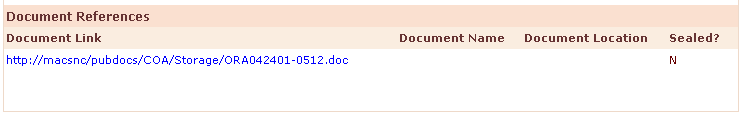 Document References
Document Link Document Name Document Location Sealed?
http://macsnc/pubdocs/COA/Storage/ORA042401-0512.doc N